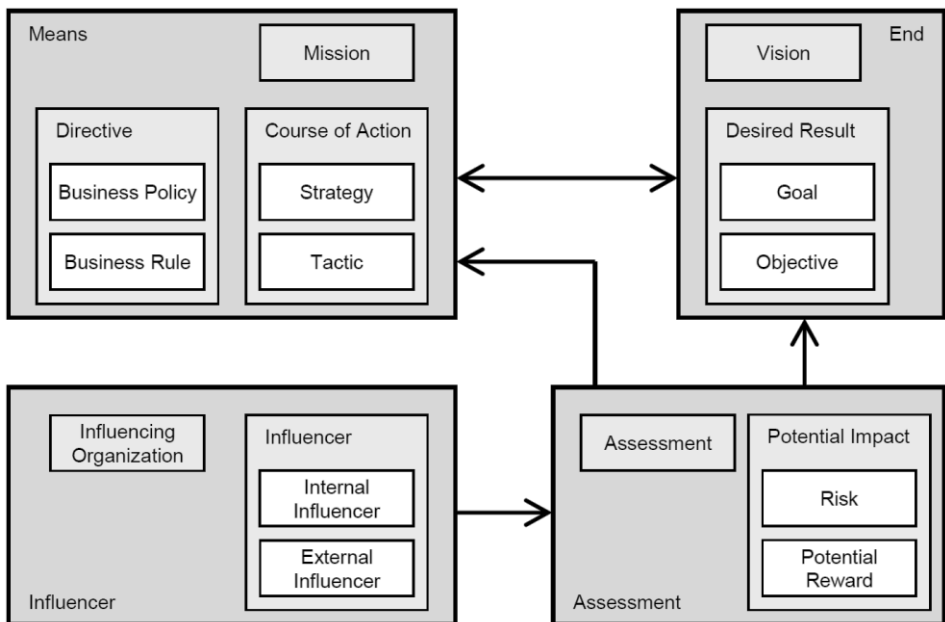 Means
Mission
Directive
Business Policy
Business Rule
Course of Action
Strategy
Tactic
End
Vision
Desired Result
Goal
Objective
Influencing
Organization
Influencer
Internal
Influencer
External
Influencer
Influencer
Assessment
Potential Impact
Risk
Potential
Reward
Assessment